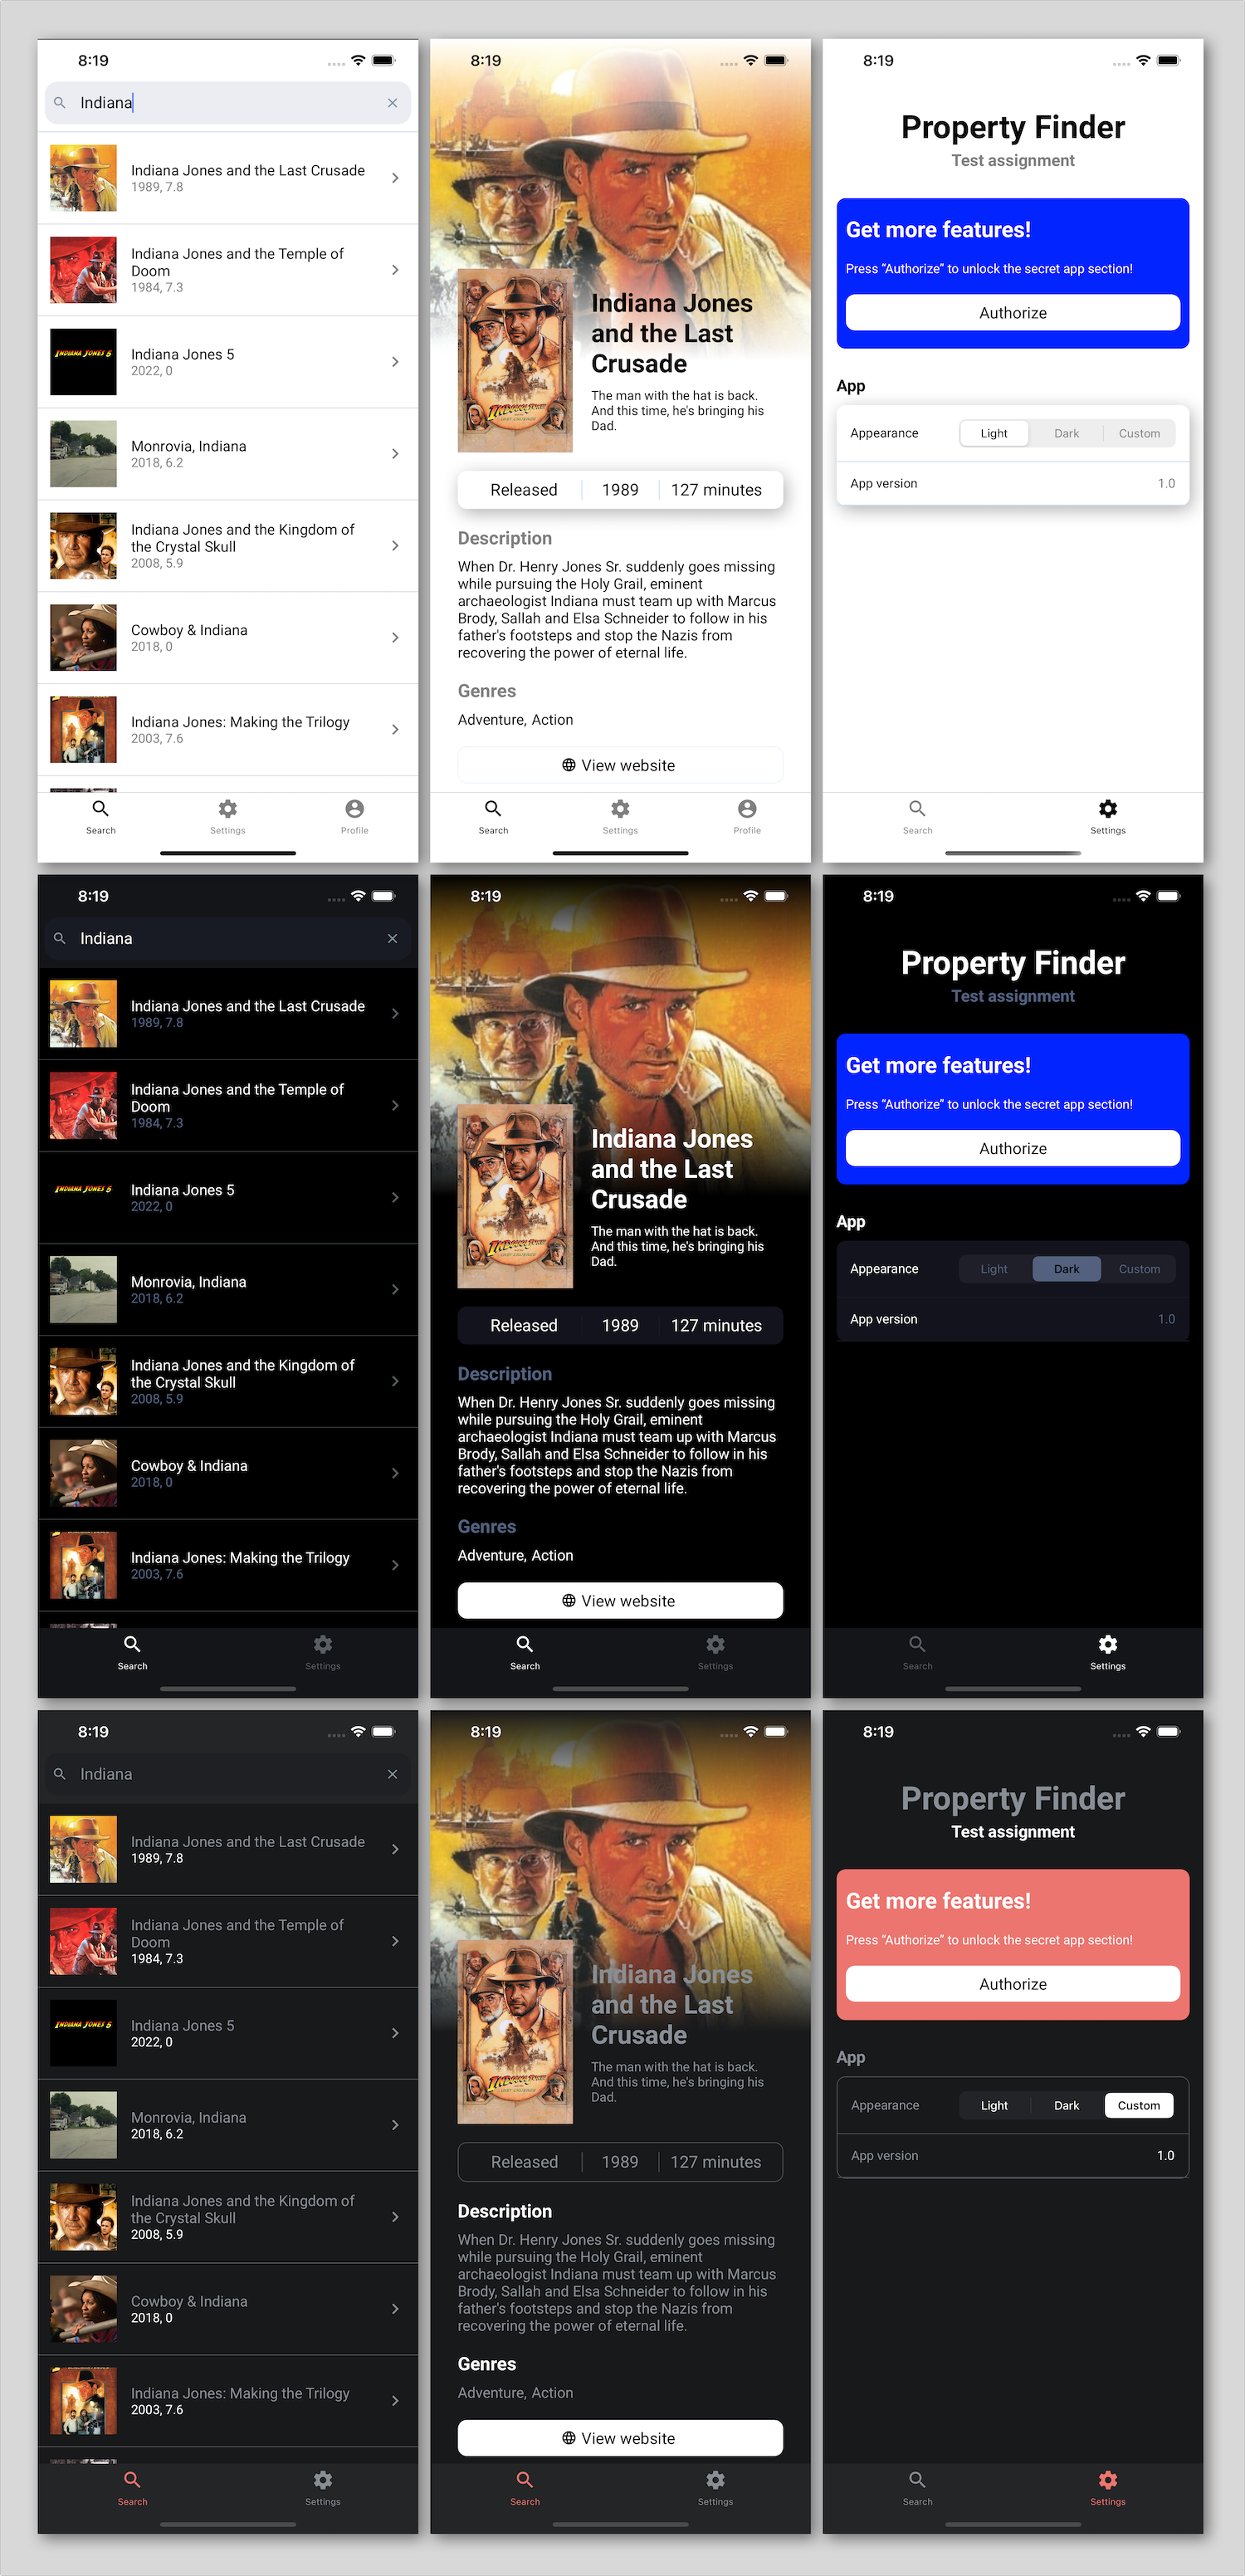 8:19
Indiana
Indiana Jones and the Last Crusade
1989, 7.8
Indiana Jones and the Temple of
Doom
1984, 7.3
INDIANA JONES 5
Indiana Jones 5
2022, 0
Monrovia, Indiana
2018, 6.2
Indiana Jones and the Kingdom of
the Crystal Skull
2008, 5.9
Cowboy & Indiana
2018, 0
Indiana Jones: Making the Trilogy
2003, 7.6
Search
Settings
Profile
8:19
Indiana Jones
and the Last
Crusade
The man with the hat is back.
And this time, he's bringing his
Dad.
Released
1989
127 minutes
Description
When Dr. Henry Jones Sr. suddenly goes missing
while pursuing the Holy Grail, eminent
archaeologist Indiana must team up with Marcus
Brody, Sallah and Elsa Schneider to follow in his
father's footsteps and stop the Nazis from
recovering the power of eternal life.
Genres
Adventure, Action
View website
Search
Settings
Profile
8:19
Property Finder
Test assignment
Get more features!
Press “Authorize” to unlock the secret app section!
Authorize
App
Appearance
Light
Dark
Custom
App version
1.0
Search
Settings
8:19
Indiana
Indiana Jones and the Last Crusade
1989, 7.8
Indiana Jones and the Temple of
Doom
1984, 7.3
INDIANA JONES 5
Indiana Jones 5
2022, 0
Monrovia, Indiana
2018, 6.2
Indiana Jones and the Kingdom of
the Crystal Skull
2008, 5.9
Cowboy & Indiana
2018, 0
Indiana Jones: Making the Trilogy
2003, 7.6
Search
Settings
8:19
Indiana Jones
and the Last
Crusade
The man with the hat is back.
And this time, he's bringing his
Dad.
Released
1989
127 minutes
Description
When Dr. Henry Jones Sr. suddenly goes missing
while pursuing the Holy Grail, eminent
archaeologist Indiana must team up with Marcus
Brody, Sallah and Elsa Schneider to follow in his
father's footsteps and stop the Nazis from
recovering the power of eternal life.
Genres
Adventure, Action
View website
Search
Settings
8:19
Property Finder
Test assignment
Get more features!
Press “Authorize” to unlock the secret app section!
Authorize
App
Appearance
Light
Dark
Custom
App version
1.0
Search
Settings
8:19
Indiana
Indiana Jones and the Last Crusade
1989, 7.8
Indiana Jones and the Temple of
Doom
1984, 7.3
INDIANA JONES 5
Indiana Jones 5
2022, 0
Monrovia, Indiana
2018, 6.2
Indiana Jones and the Kingdom of
the Crystal Skull
2008, 5.9
Cowboy & Indiana
2018, 0
Indiana Jones: Making the Trilogy
2003, 7.6
Search
Settings
8:19
Indiana Jones
and the Last
Crusade
The man with the hat is back.
And this time, he's bringing his
Dad.
Released
1989
127 minutes
Description
When Dr. Henry Jones Sr. suddenly goes missing
while pursuing the Holy Grail, eminent
archaeologist Indiana must team up with Marcus
Brody, Sallah and Elsa Schneider to follow in his
father's footsteps and stop the Nazis from
recovering the power of eternal life.
Genres
Adventure, Action
View website
Search
Settings
8:19
Property Finder
Test assignment
Get more features!
Press “Authorize” to unlock the secret app section!
Authorize
App
Appearance
Light
Dark
Custom
App version
1.0
Search
Settings